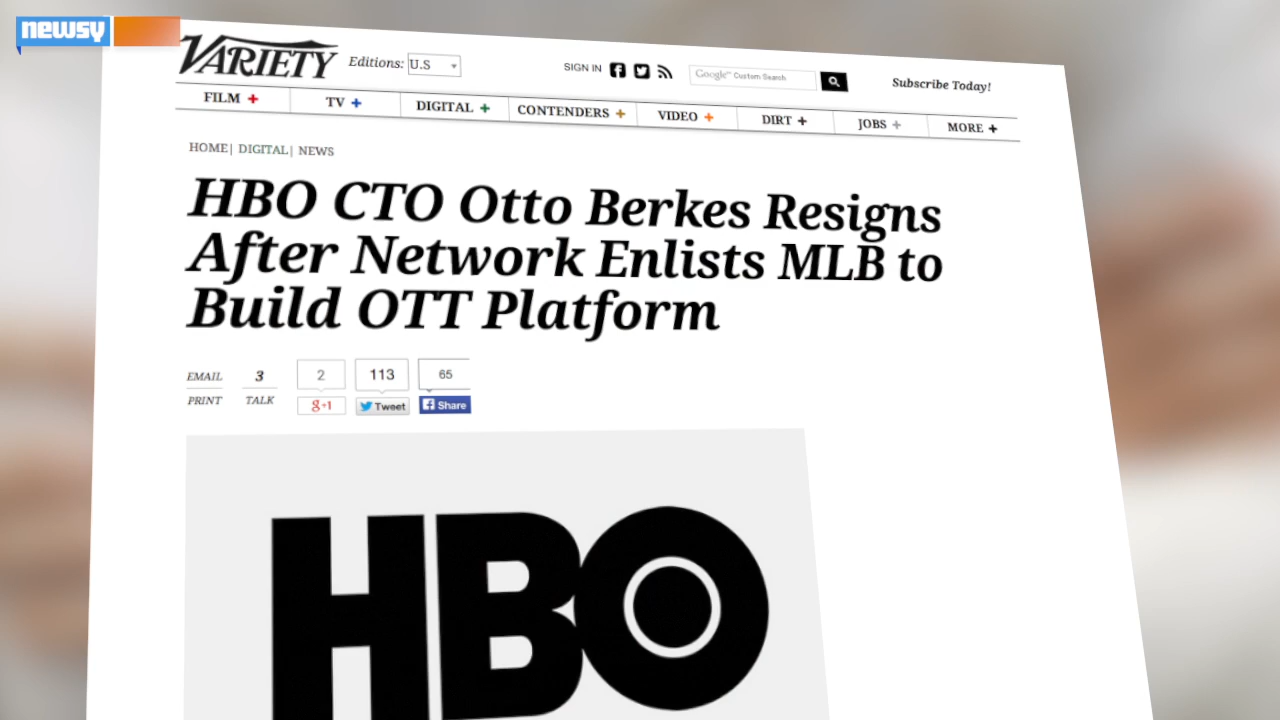 newsy
VARIETY
Editions: U.S
SIGN IN
Google™ Custom Search
Subscribe Today!
FILM + TV + DIGITAL + CONTENDERS + VIDEO + DIRT + JOBS + MORE +
HOME| DIGITAL| NEWS
HBO CTO Otto Berkes Resigns
After Network Enlists MLB to
Build OTT Platform
EMAIL 3 2 113 65
PRINT TALK g+1 Tweet Share
HBO